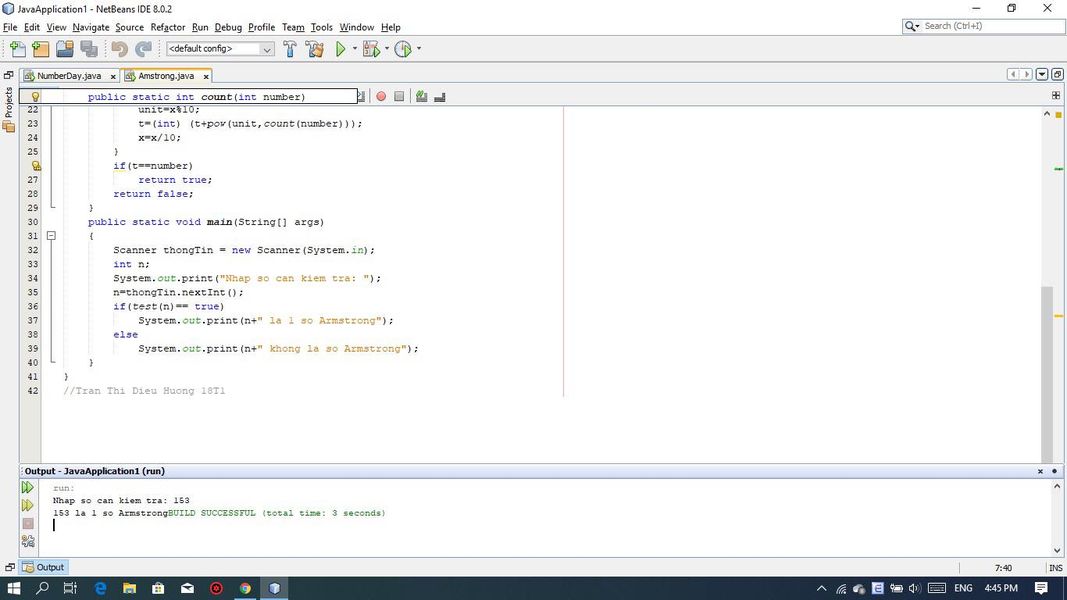 JavaApplication1 - NetBeans IDE 8.0.2
File Edit View Navigate Source Refactor Run Debug Profile Team Tools Window Help
Search (Ctrl+I)
<default config>
NumberDay.java x Amstrong.java x
Projects
public static int count(int number)
22 unit=x%10;
23 t=(int) (t+pow(unit,count(number)));
24 x=x/10;
25 }
if(t==number)
27 return true;
28 return false;
29 }
30 public static void main(String[] args)
31 {
32 Scanner thongTin = new Scanner(System.in);
33 int n;
34 System.out.print("Nhap so can kiem tra: ");
35 n=thongTin.nextInt();
36 if(test(n)== true)
37 System.out.print(n+" la 1 so Armstrong");
38 else
39 System.out.print(n+" khong la so Armstrong");
40 }
41 }
42 //Tran Thi Dieu Huong 18T1
Output - JavaApplication1 (run)
run:
Nhap so can kiem tra: 153
153 la 1 so ArmstrongBUILD SUCCESSFUL (total time: 3 seconds)
Output
7:40 INS
ENG 4:45 PM